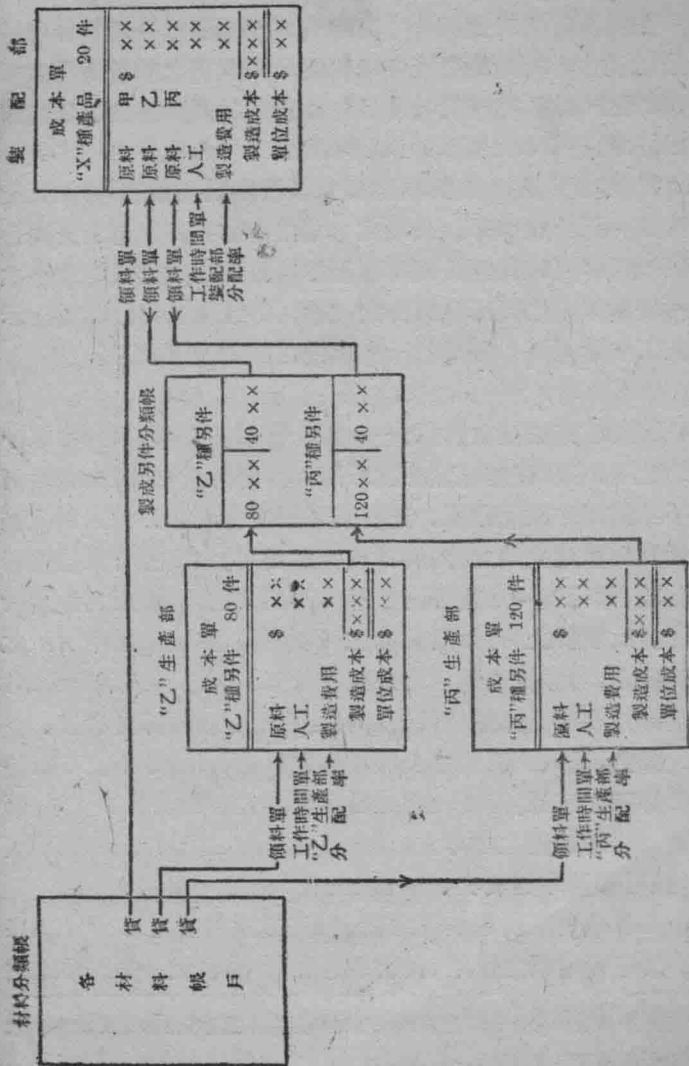 材料分類帳
各材料帳戶
貸
貸
貸
領料單
工作時間單
“乙”生產部
分配率
“乙”生產部
成本單
“乙”種另件 80 件
原料 $ ××
人工 ××
製造費用 ××
製造成本 $×××
單位成本 $ ××
領料單
工作時間單
“丙”生產部
分配率
“丙”生產部
成本單
“丙”種另件 120 件
原料 $ ××
人工 ××
製造費用 ××
製造成本 $×××
單位成本 $ ××
製成另件分類帳
“乙”種另件
80 ×× 40 ××
“丙”種另件
120 ×× 40 ××
領料單
領料單
領料單
工作時間單
裝配部
分配率
裝配部
成本單
“X”種產品 20 件
原料 甲 $ ××
原料 乙 ××
原料 丙 ××
人工 ××
製造費用 ××
製造成本 $×××
單位成本 $ ××